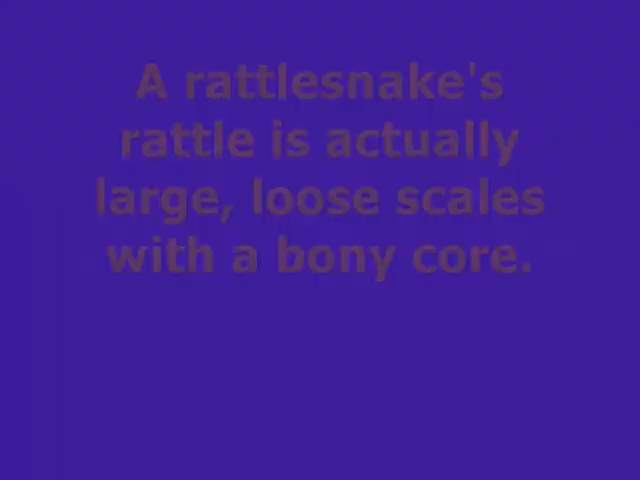 A rattlesnake's
rattle is actually
large, loose scales
with a bony core.